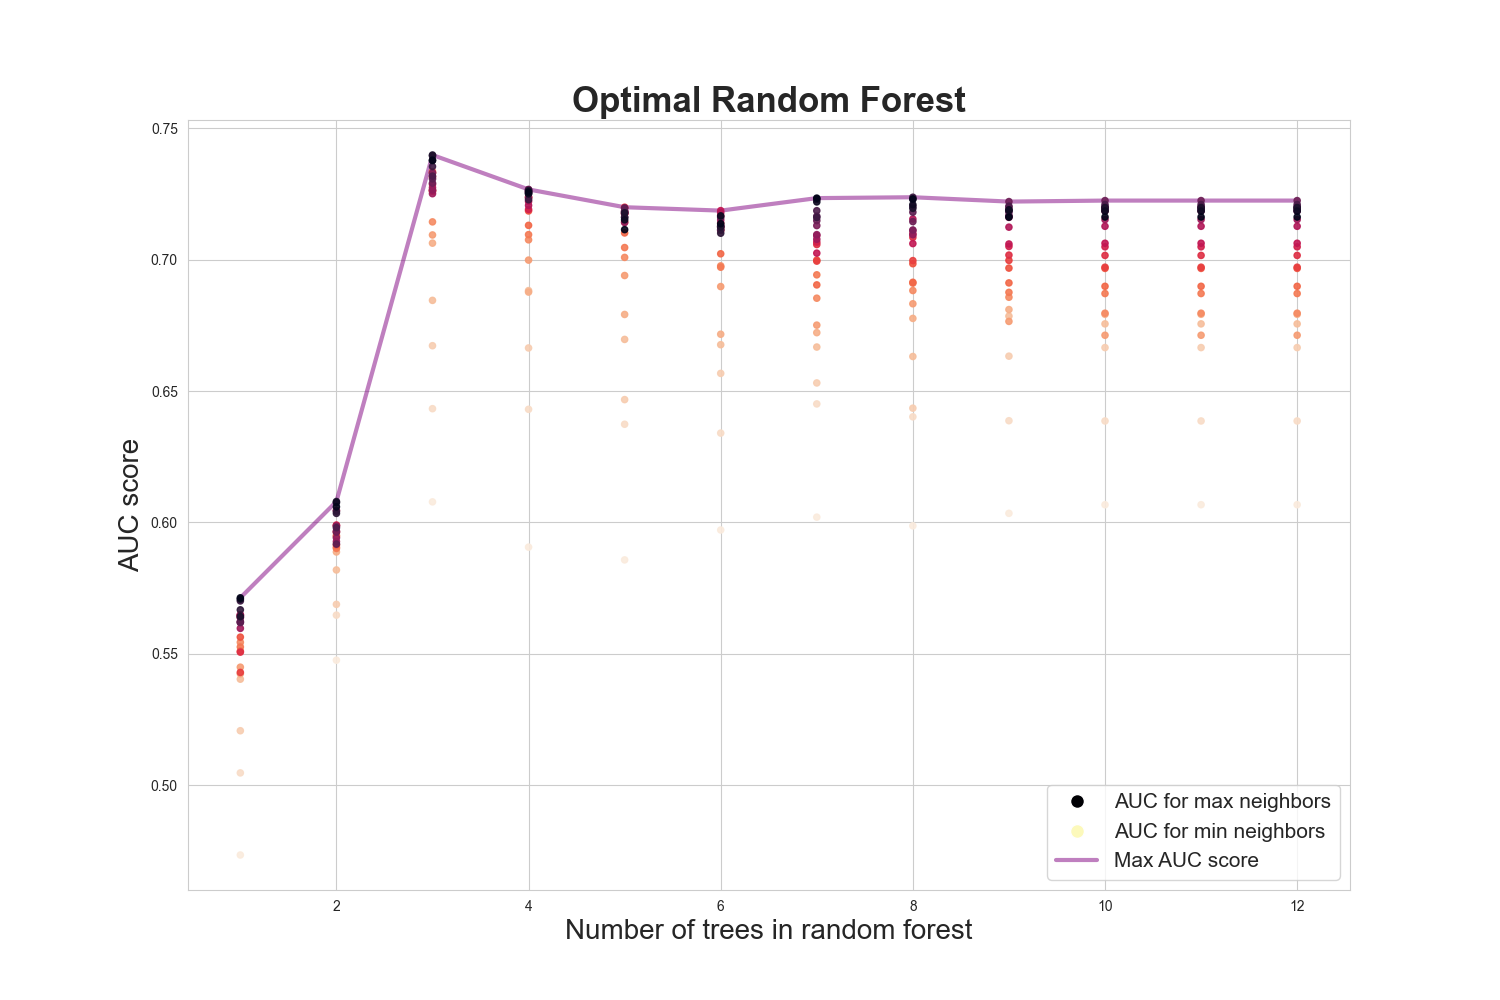 Optimal Random Forest
0.75
0.70
0.65
0.60
0.55
0.50
AUC score
2 4 6 8 10 12
Number of trees in random forest
AUC for max neighbors
AUC for min neighbors
Max AUC score